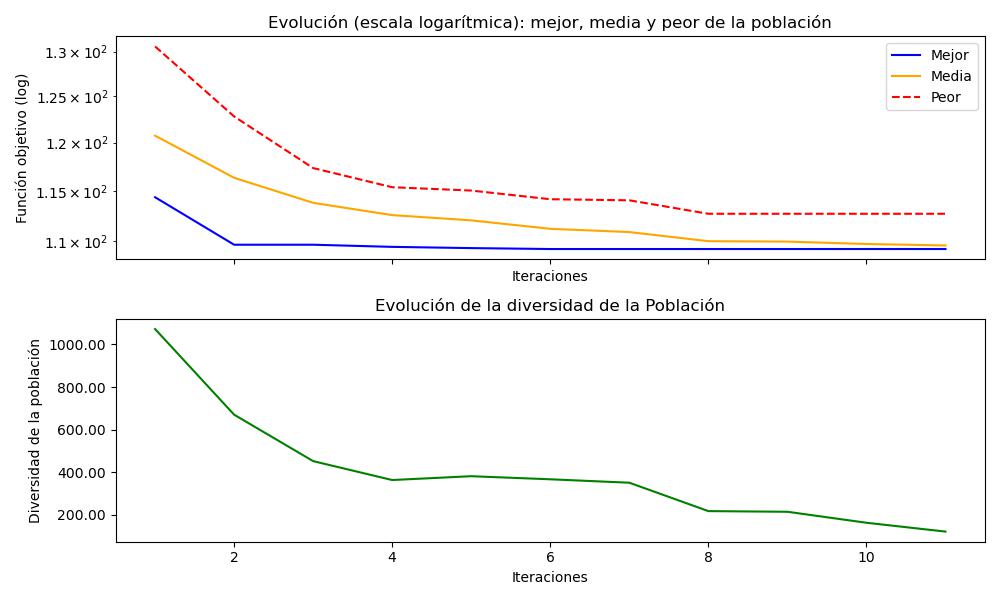 Evolución (escala logarítmica): mejor, media y peor de la población
Función objetivo (log)
1.3 × 10²
1.25 × 10²
1.2 × 10²
1.15 × 10²
1.1 × 10²
Mejor
Media
Peor
Iteraciones
Evolución de la diversidad de la Población
Diversidad de la población
1000.00
800.00
600.00
400.00
200.00
2 4 6 8 10
Iteraciones